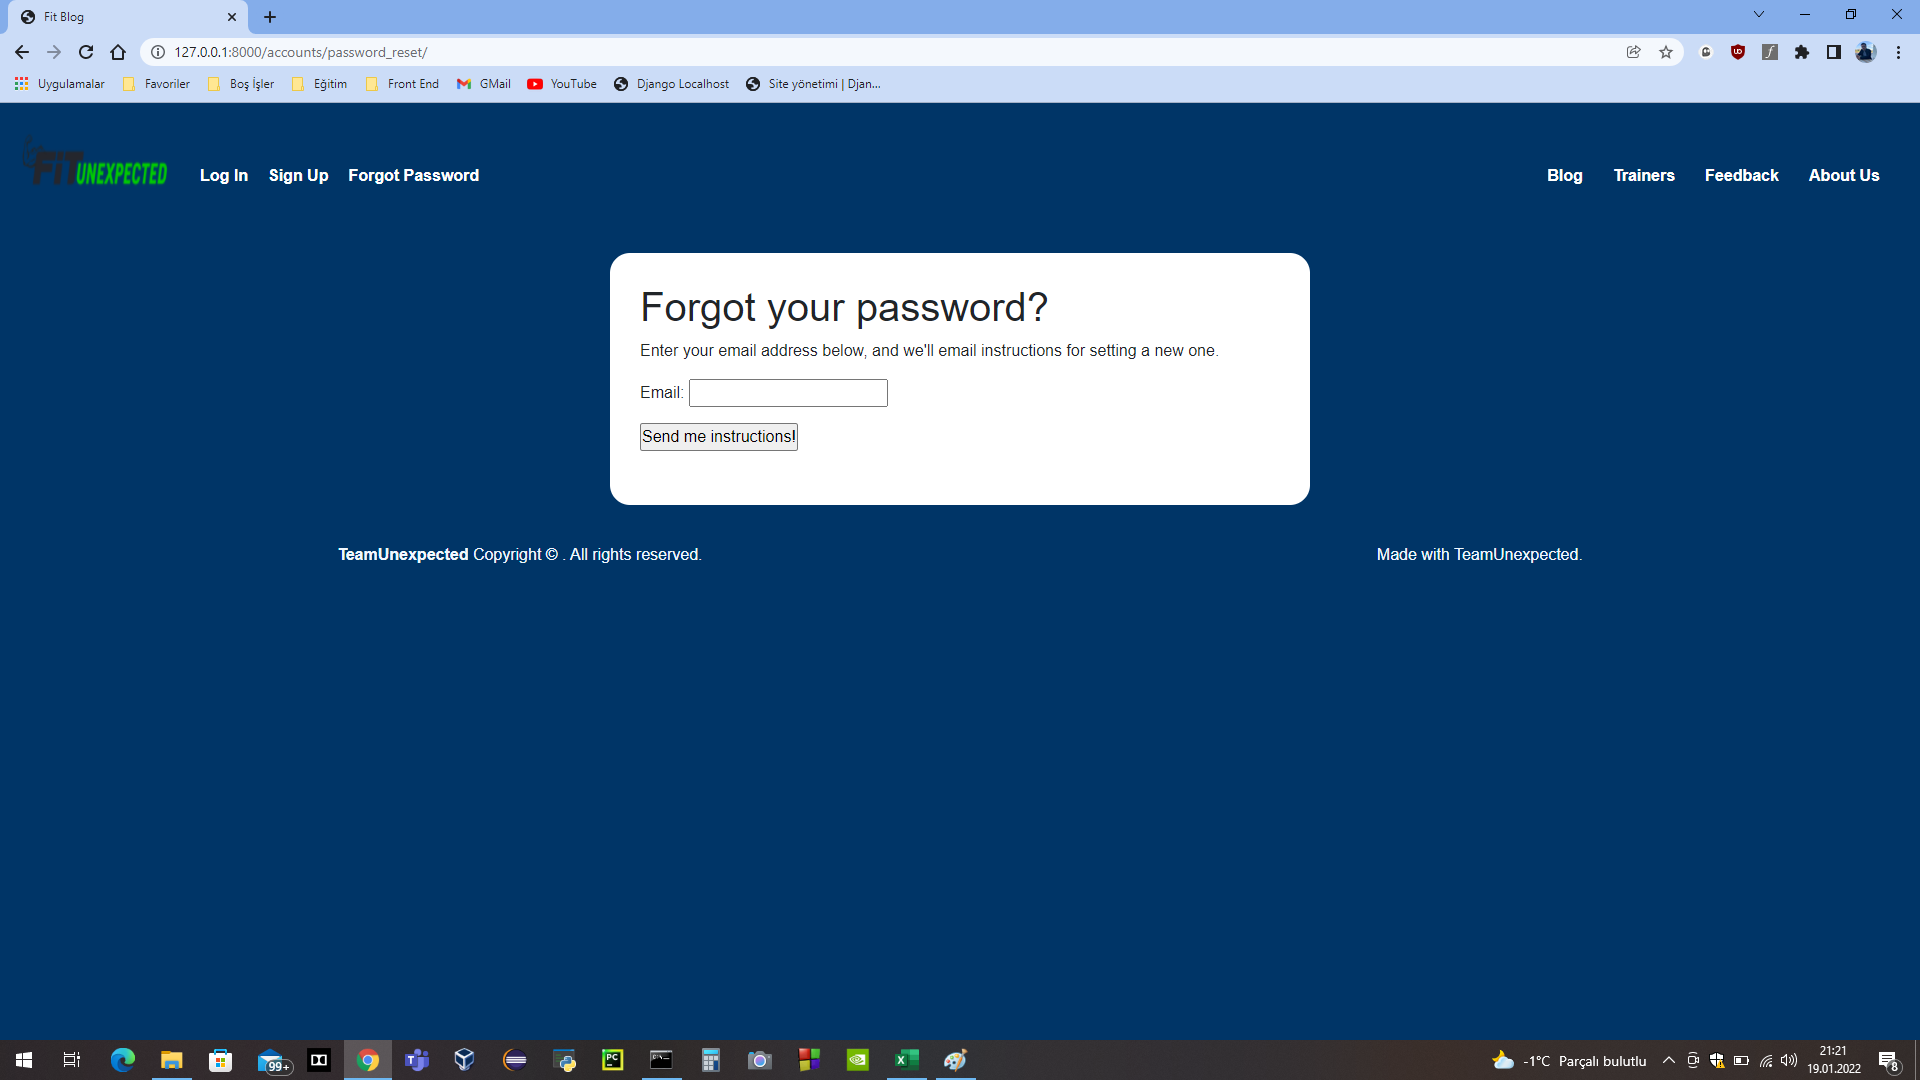 Fit Blog
127.0.0.1:8000/accounts/password_reset/
Uygulamalar Favoriler Boş İşler Eğitim Front End GMail YouTube Django Localhost Site yönetimi | Djan...
FiT UNEXPECTED Log In Sign Up Forgot Password Blog Trainers Feedback About Us
Forgot your password?
Enter your email address below, and we'll email instructions for setting a new one.
Email:
Send me instructions!
TeamUnexpected Copyright © . All rights reserved. Made with TeamUnexpected.
99+ -1°C Parçalı bulutlu 21:21
19.01.2022 8